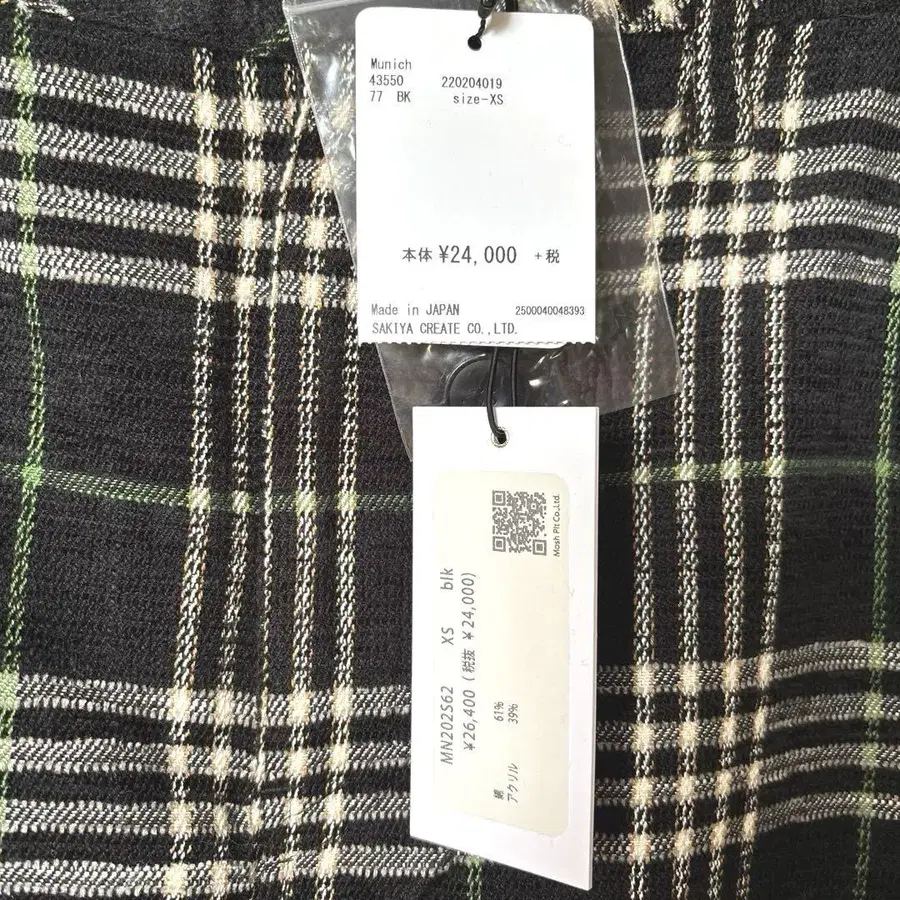 Munich
43550 220204019
77 BK size-XS
本体 ¥24,000 +税
Made in JAPAN 2500040048393
SAKIYA CREATE CO.,LTD.
Mash Pit Co.,Ltd.
MN202S62 XS blk
¥26,400 (税抜 ¥24,000)
綿 61%
アクリル 39%